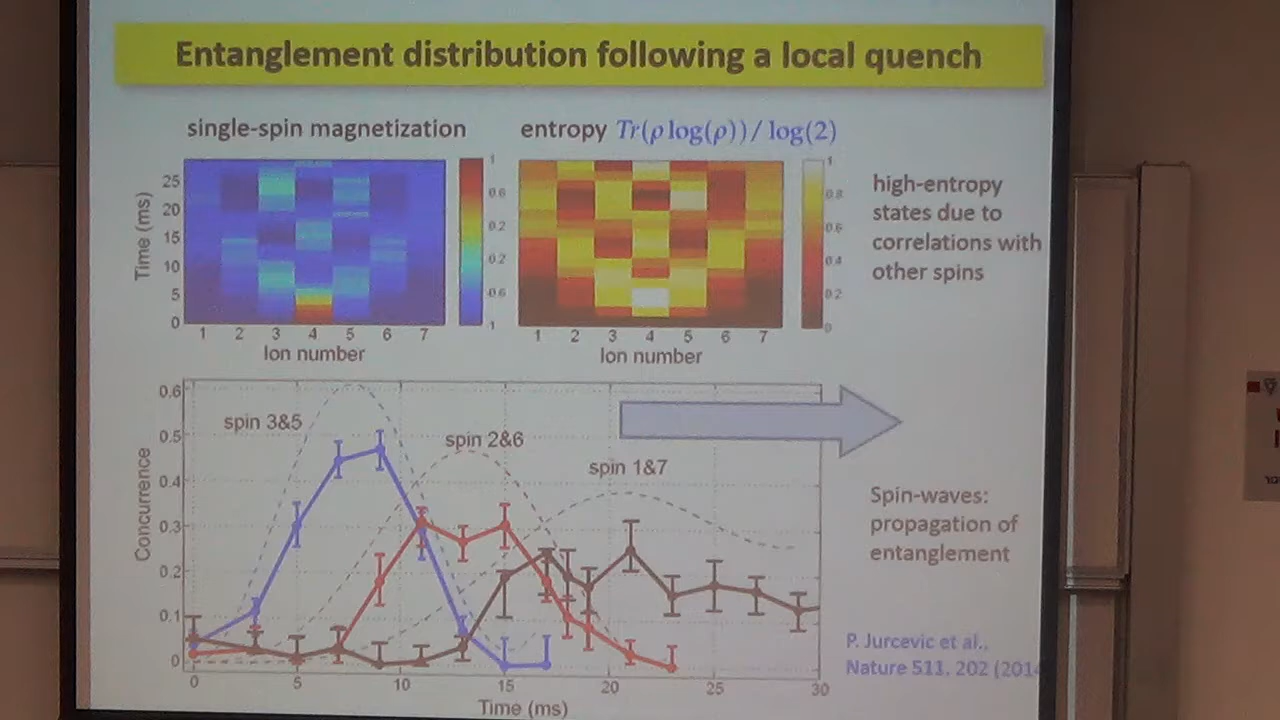 Entanglement distribution following a local quench
single-spin magnetization
entropy Tr(ρ log(ρ))/ log(2)
25
20
15
10
5
0
Time (ms)
1 2 3 4 5 6 7
Ion number
1
0.6
0.2
0.2
0.6
1
1 2 3 4 5 6 7
Ion number
1
0.8
0.6
0.4
0.2
0
high-entropy
states due to
correlations with
other spins
0.6
0.5
0.4
0.3
0.2
0.1
0
Concurrence
spin 3&5
spin 2&6
spin 1&7
0 5 10 15 20 25 30
Time (ms)
Spin-waves:
propagation of
entanglement
P. Jurcevic et al.,
Nature 511, 202 (2014